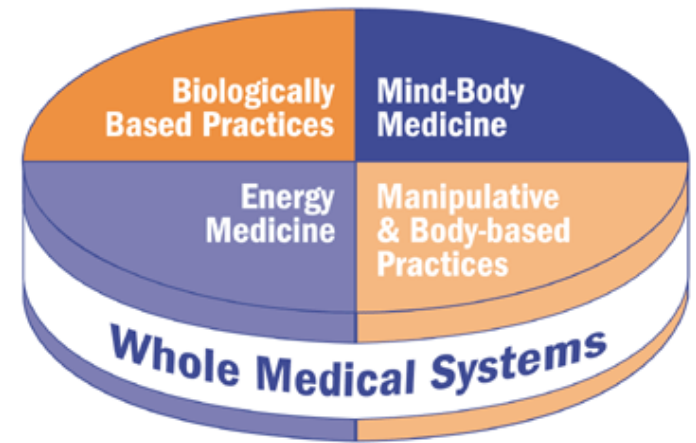 Biologically
Based Practices
Mind-Body
Medicine
Energy
Medicine
Manipulative
& Body-based
Practices
Whole Medical Systems